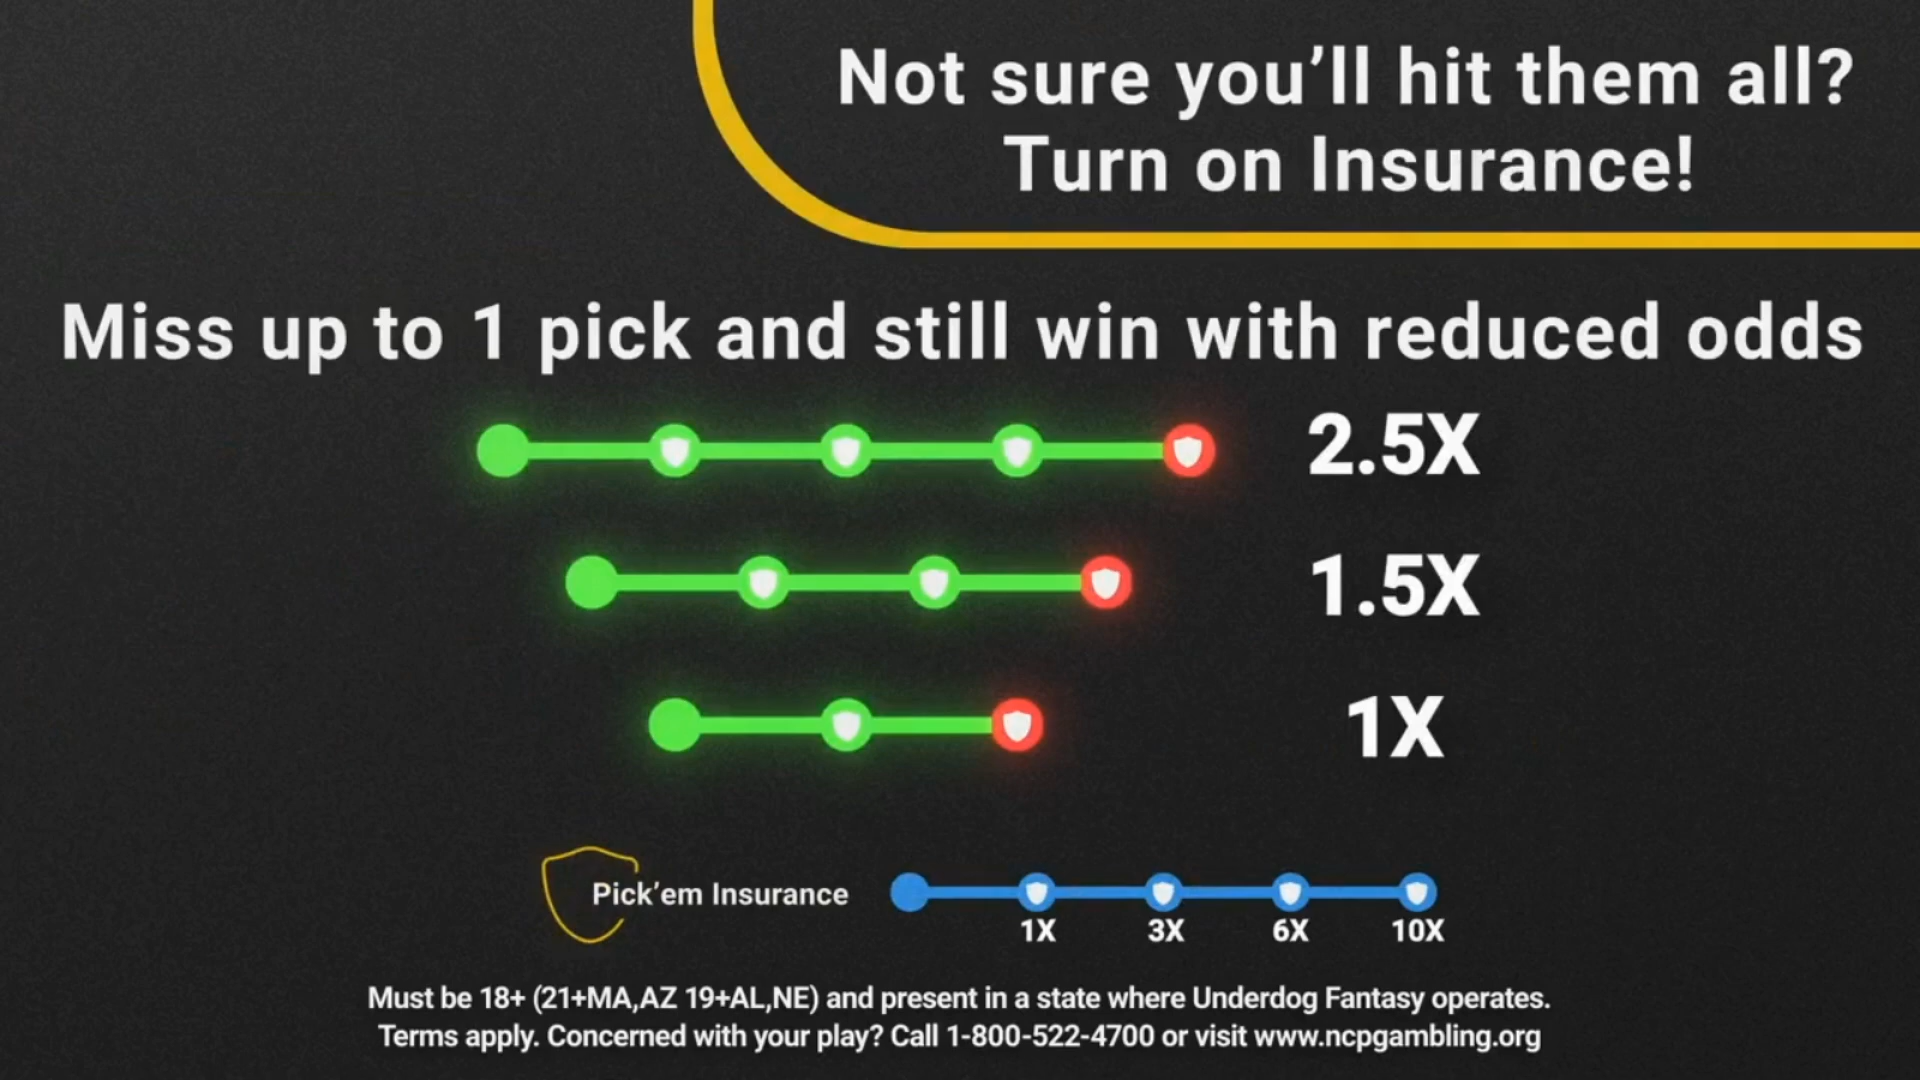 Not sure you’ll hit them all?
Turn on Insurance!
Miss up to 1 pick and still win with reduced odds
2.5X
1.5X
1X
Pick’em Insurance
1X 3X 6X 10X
Must be 18+ (21+MA,AZ 19+AL,NE) and present in a state where Underdog Fantasy operates.
Terms apply. Concerned with your play? Call 1-800-522-4700 or visit www.ncpgambling.org